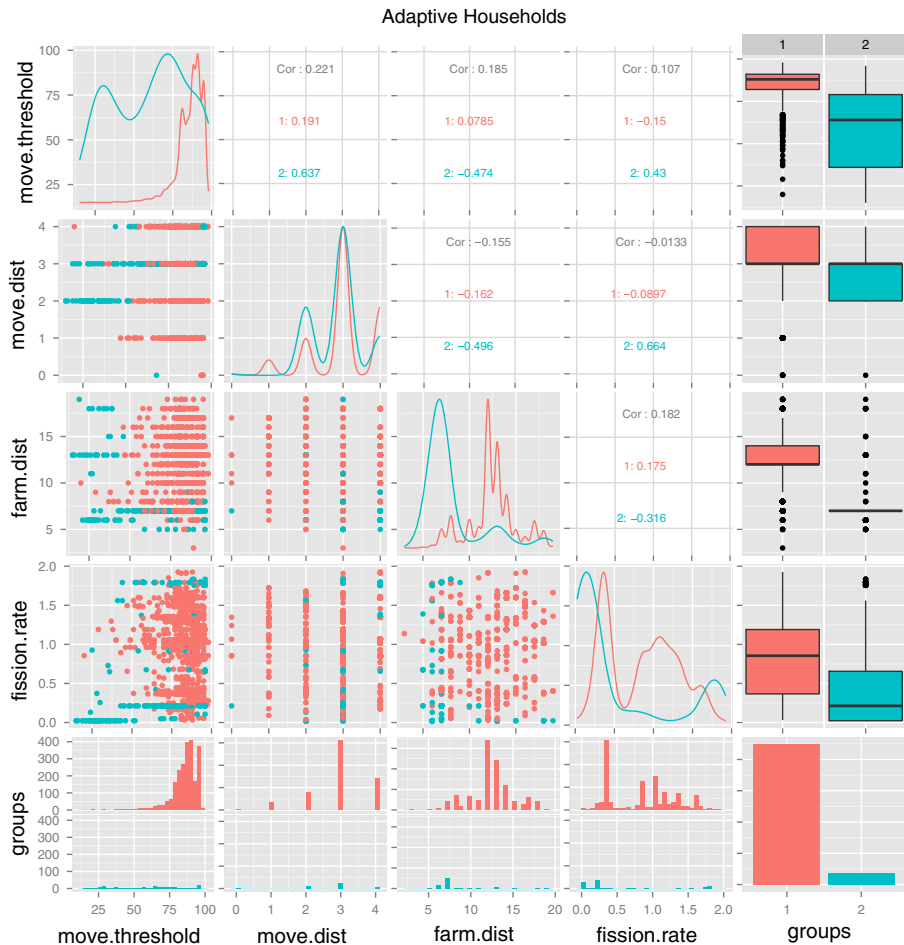 Adaptive Households
1 2
move.threshold
100
75
50
25
Cor : 0.221
1: 0.191
2: 0.637
Cor : 0.185
1: 0.0785
2: −0.474
Cor : 0.107
1: −0.15
2: 0.43
move.dist
4
3
2
1
0
Cor : −0.155
1: −0.162
2: −0.496
Cor : −0.0133
1: −0.0897
2: 0.664
farm.dist
15
10
5
Cor : 0.182
1: 0.175
2: −0.316
fission.rate
2.0
1.5
1.0
0.5
0.0
groups
400
300
200
100
0
400
300
200
100
0
25 50 75 100
0 1 2 3 4
5 10 15 20
0.0 0.5 1.0 1.5 2.0
1 2
move.threshold move.dist farm.dist fission.rate groups